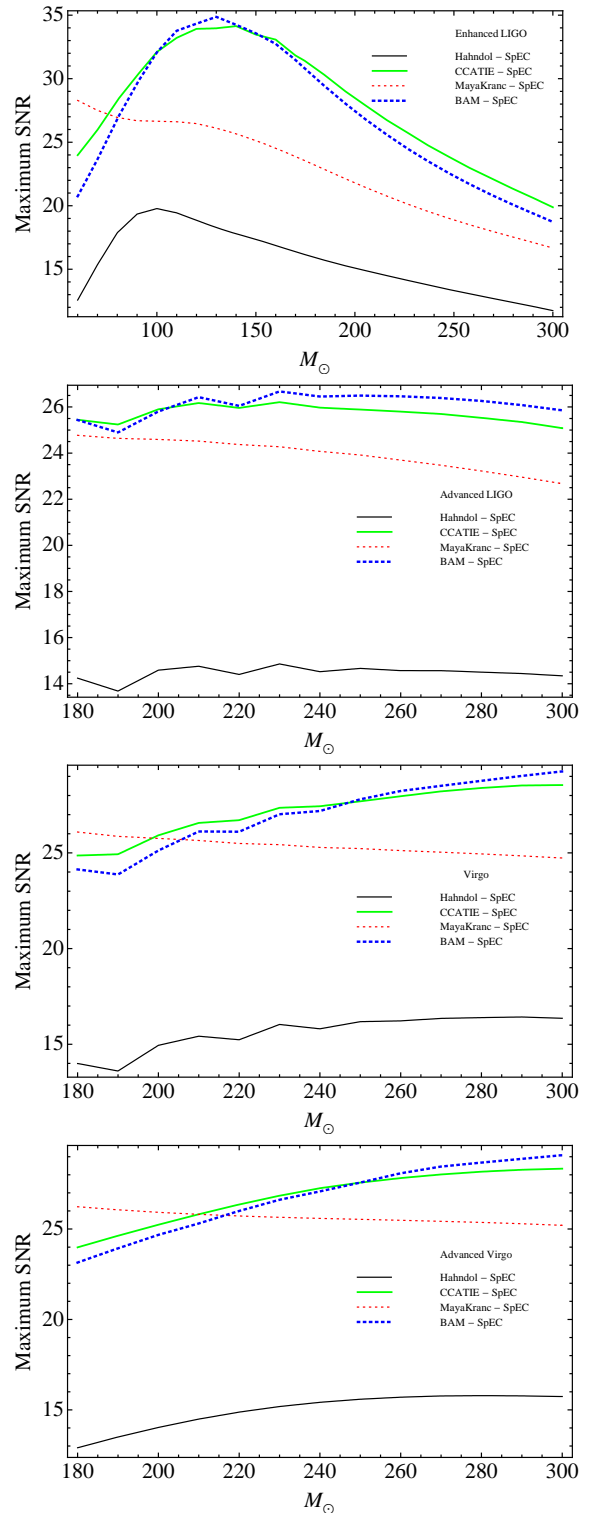 35
30
25
20
15
Maximum SNR
Enhanced LIGO
Hahndol – SpEC
CCATIE – SpEC
MayaKranc – SpEC
BAM – SpEC
100 150 200 250 300
M⊙
26
24
22
20
18
16
14
Maximum SNR
Advanced LIGO
Hahndol – SpEC
CCATIE – SpEC
MayaKranc – SpEC
BAM – SpEC
180 200 220 240 260 280 300
M⊙
25
20
15
Maximum SNR
Virgo
Hahndol – SpEC
CCATIE – SpEC
MayaKranc – SpEC
BAM – SpEC
180 200 220 240 260 280 300
M⊙
25
20
15
Maximum SNR
Advanced Virgo
Hahndol – SpEC
CCATIE – SpEC
MayaKranc – SpEC
BAM – SpEC
180 200 220 240 260 280 300
M⊙